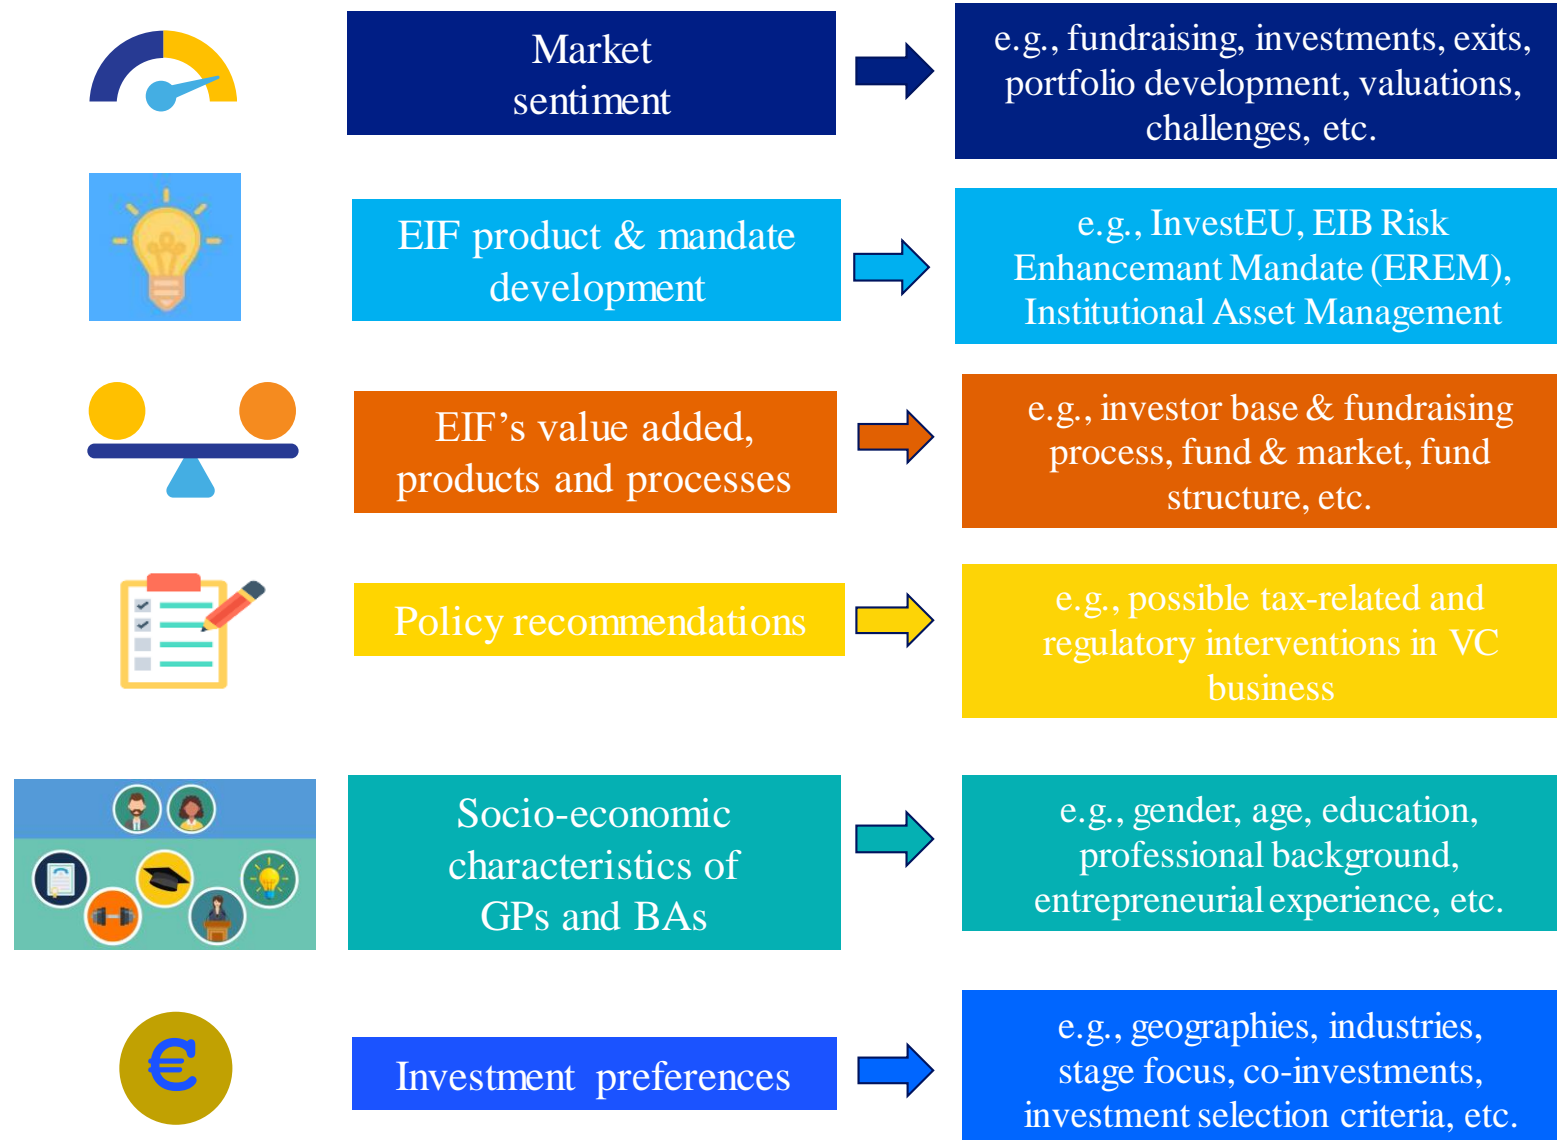 Market
sentiment
e.g., fundraising, investments, exits,
portfolio development, valuations,
challenges, etc.
EIF product & mandate
development
e.g., InvestEU, EIB Risk
Enhancemant Mandate (EREM),
Institutional Asset Management
EIF’s value added,
products and processes
e.g., investor base & fundraising
process, fund & market, fund
structure, etc.
Policy recommendations
e.g., possible tax-related and
regulatory interventions in VC
business
Socio-economic
characteristics of
GPs and BAs
e.g., gender, age, education,
professional background,
entrepreneurial experience, etc.
€
Investment preferences
e.g., geographies, industries,
stage focus, co-investments,
investment selection criteria, etc.